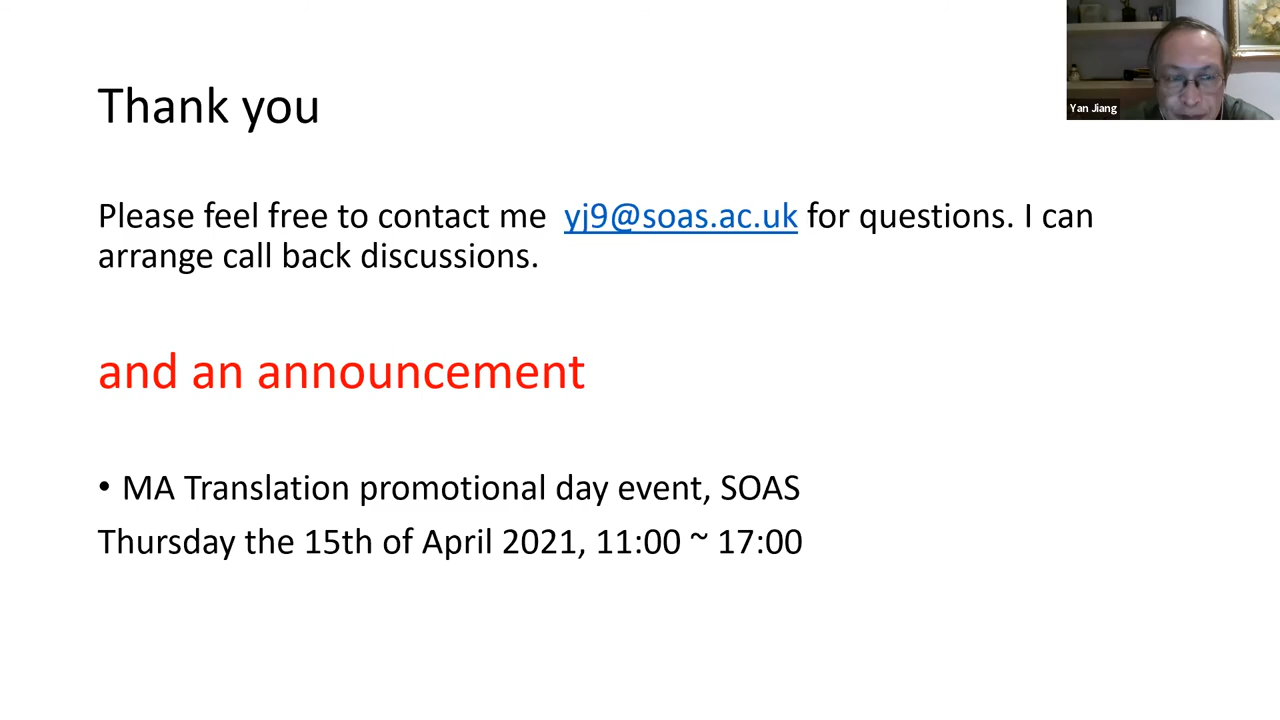 Thank you
Yan Jiang
Please feel free to contact me yj9@soas.ac.uk for questions. I can
arrange call back discussions.
and an announcement
• MA Translation promotional day event, SOAS
Thursday the 15th of April 2021, 11:00 ~ 17:00